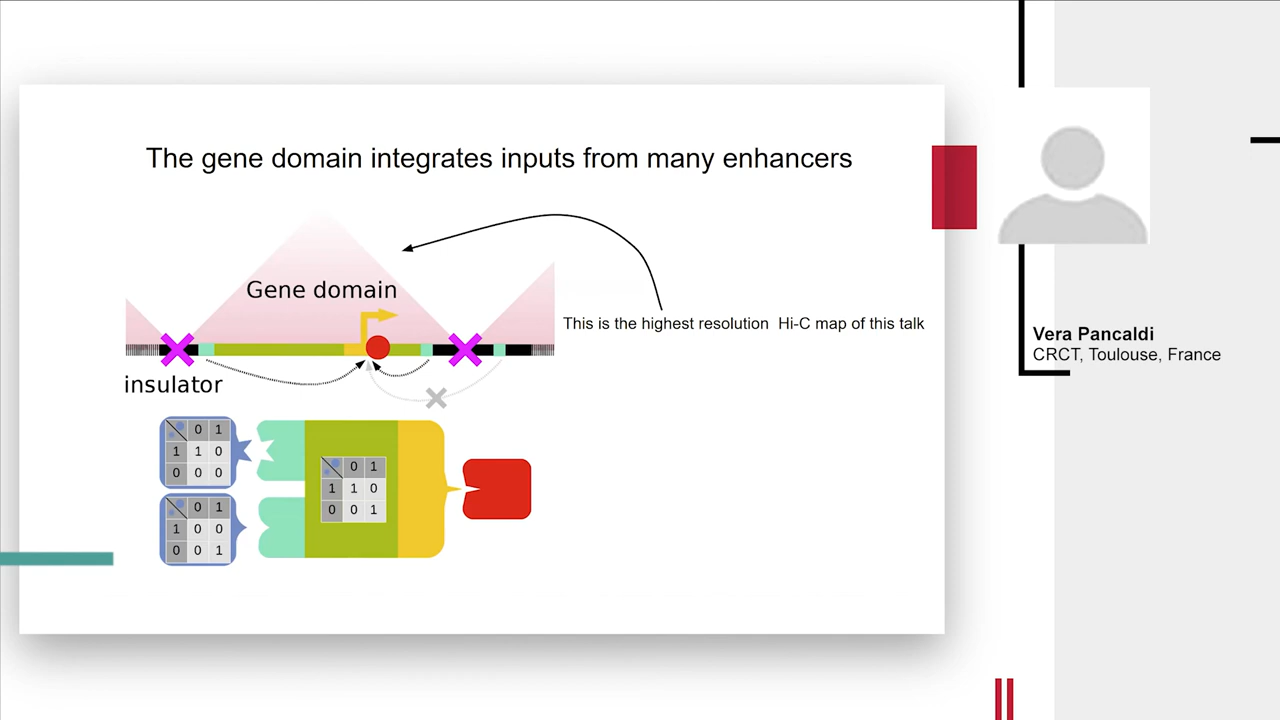 The gene domain integrates inputs from many enhancers
Gene domain
This is the highest resolution Hi-C map of this talk
insulator
0 1
1 1 0
0 0 0
0 1
1 0 0
0 0 1
0 1
1 1 0
0 0 1
Vera Pancaldi
CRCT, Toulouse, France